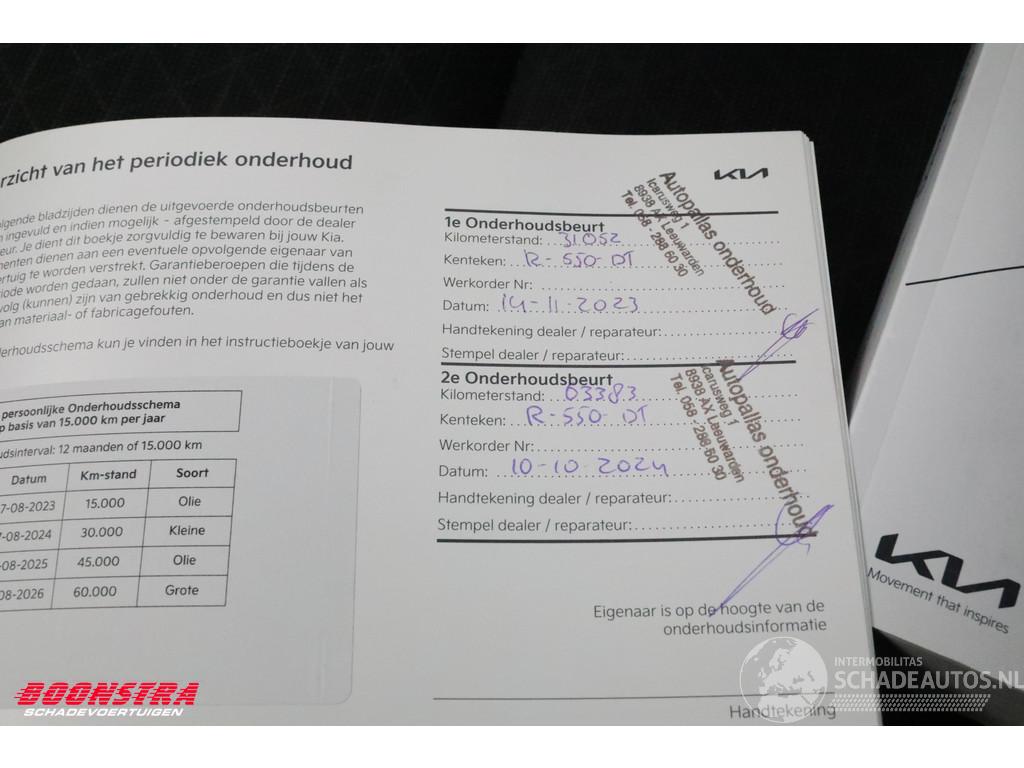 rzicht van het periodiek onderhoud
lgende bladzijden dienen de uitgevoerde onderhoudsbeurten
n ingevuld en indien mogelijk - afgestempeld door de dealer
eur. Je dient dit boekje zorgvuldig te bewaren bij jouw Kia.
menten dienen aan een eventuele opvolgende eigenaar van
ertuig te worden verstrekt. Garantieberoepen die tijdens de
ode worden gedaan, zullen niet onder de garantie vallen als
volg (kunnen) zijn van gebrekkig onderhoud en dus niet het
an materiaal- of fabricagefouten.
derhoudsschema kun je vinden in het instructieboekje van jouw
persoonlijke Onderhoudsschema
p basis van 15.000 km per jaar
udsinterval: 12 maanden of 15.000 km
Datum Km-stand Soort
7-08-2023 15.000 Olie
7-08-2024 30.000 Kleine
-08-2025 45.000 Olie
08-2026 60.000 Grote
KIA
1e Onderhoudsbeurt
Kilometerstand: 31052
Kenteken: R-550-DT
Werkorder Nr:
Datum: 14-11-2023
Handtekening dealer / reparateur:
Stempel dealer / reparateur:
Autopallas onderhoud
Icarusweg 1
8938 AX Leeuwarden
Tel. 058 - 288 60 30
2e Onderhoudsbeurt
Kilometerstand: 03383
Kenteken: R-550-DT
Werkorder Nr:
Datum: 10-10-2024
Handtekening dealer / reparateur:
Stempel dealer / reparateur:
Autopallas onderhoud
Icarusweg 1
8938 AX Leeuwarden
Tel. 058 - 288 60 30
Eigenaar is op de hoogte van de
onderhoudsinformatie
Handtekening
KIA
Movement that inspires
BOONSTRA
SCHADEVOERTUIGEN
INTERMOBILITAS
SCHADEAUTOS.NL